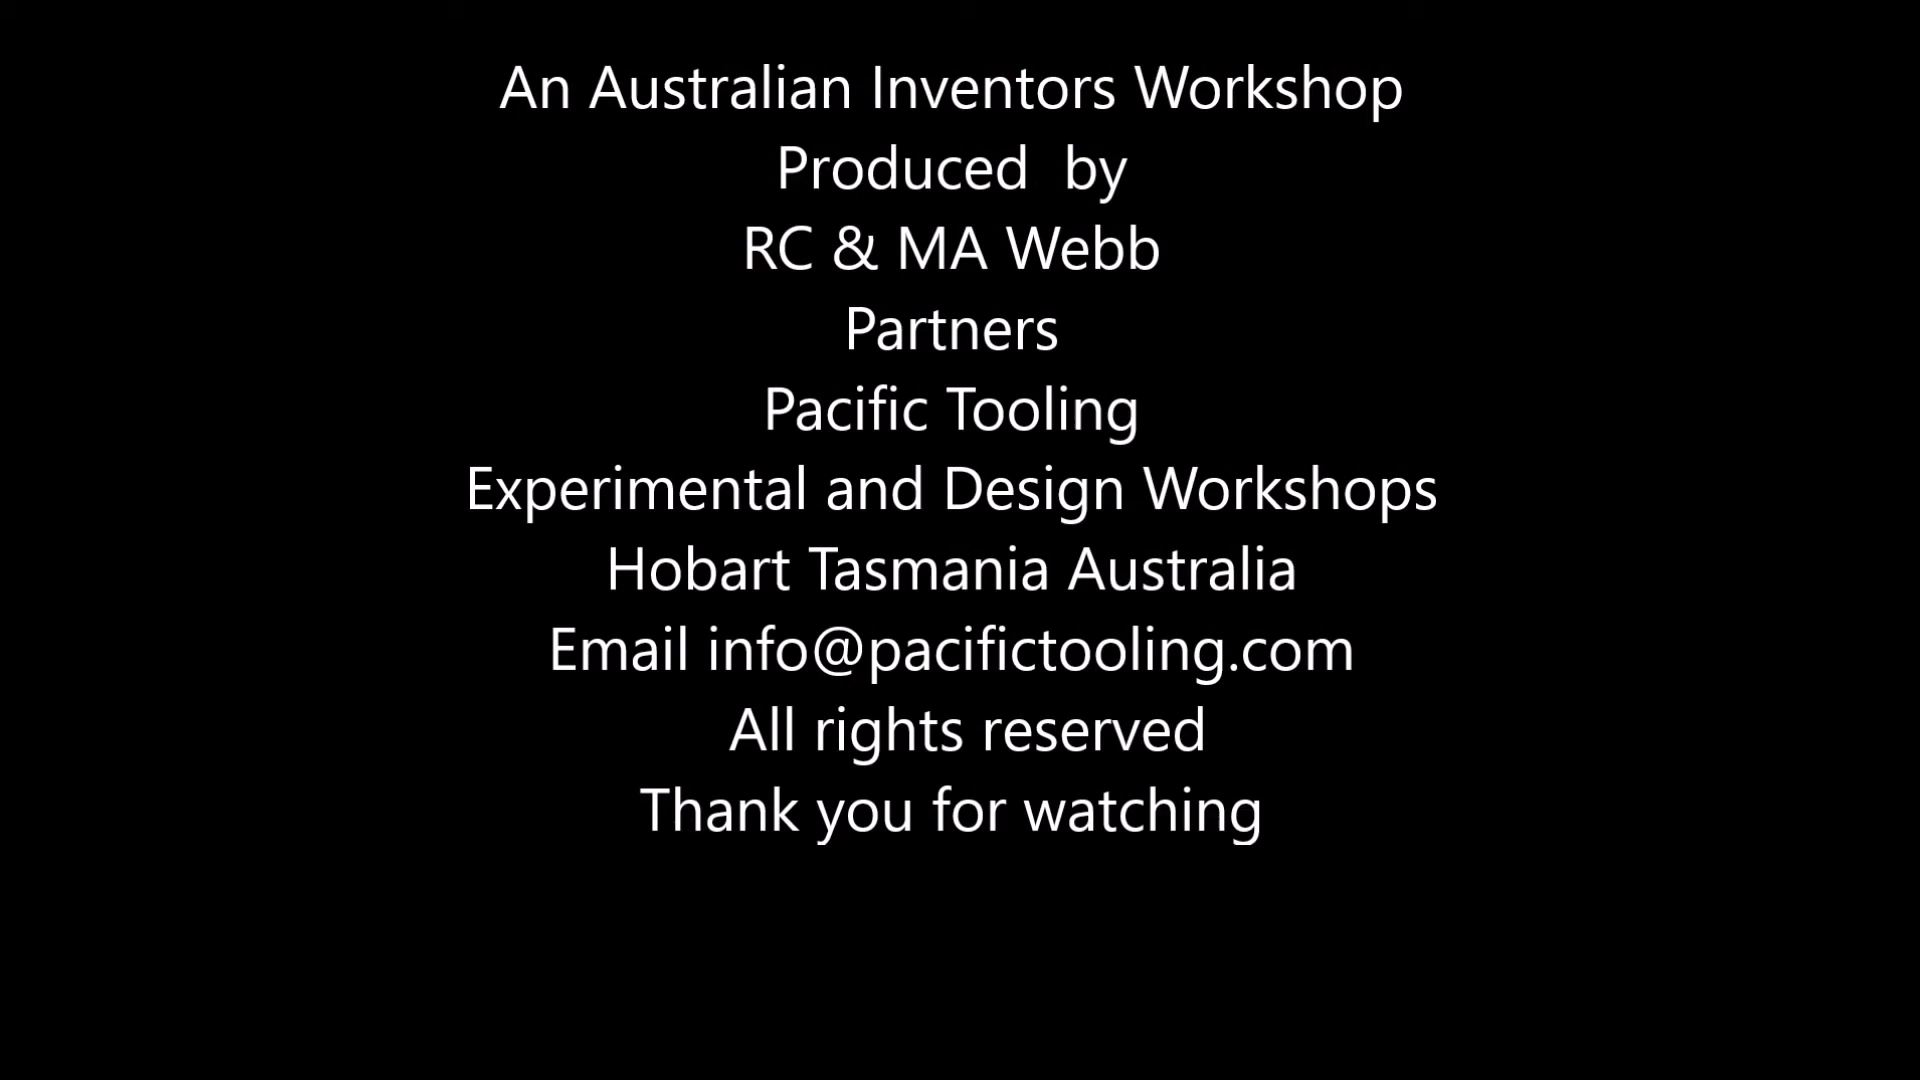 An Australian Inventors Workshop
Produced  by
RC & MA Webb
Partners
Pacific Tooling
Experimental and Design Workshops
Hobart Tasmania Australia
Email info@pacifictooling.com
All rights reserved
Thank you for watching